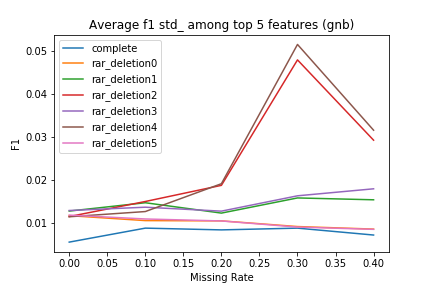 Average f1 std_ among top 5 features (gnb)
complete
rar_deletion0
rar_deletion1
rar_deletion2
rar_deletion3
rar_deletion4
rar_deletion5
F1
0.05
0.04
0.03
0.02
0.01
0.00 0.05 0.10 0.15 0.20 0.25 0.30 0.35 0.40
Missing Rate